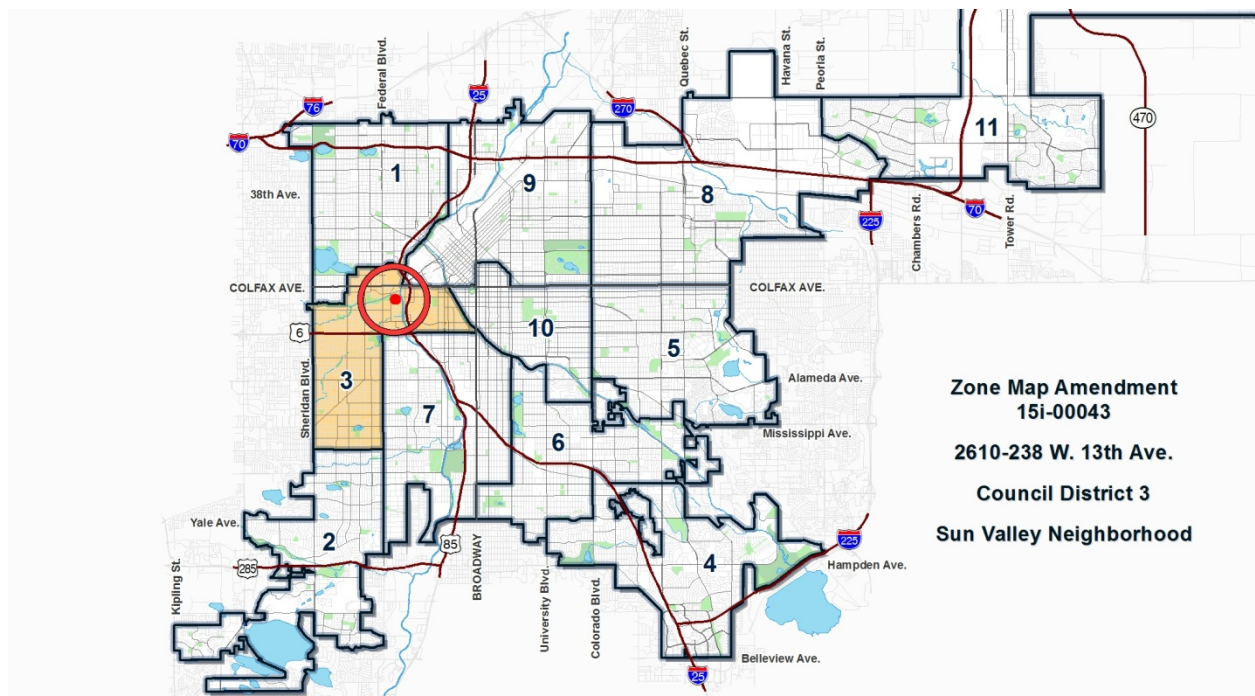 Federal Blvd.
Quebec St.
Havana St.
Peoria St.
76
25
270
470
70
11
1
9
8
38th Ave.
225
Chambers Rd.
70
Tower Rd.
COLFAX AVE.
COLFAX AVE.
6
10
5
Sheridan Blvd.
3
7
Alameda Ave.
Mississippi Ave.
6
Zone Map Amendment
15i-00043
2610-238 W. 13th Ave.
Council District 3
Sun Valley Neighborhood
Yale Ave.
2
85
BROADWAY
225
Hampden Ave.
4
285
Kipling St.
University Blvd.
Colorado Blvd.
Belleview Ave.
25